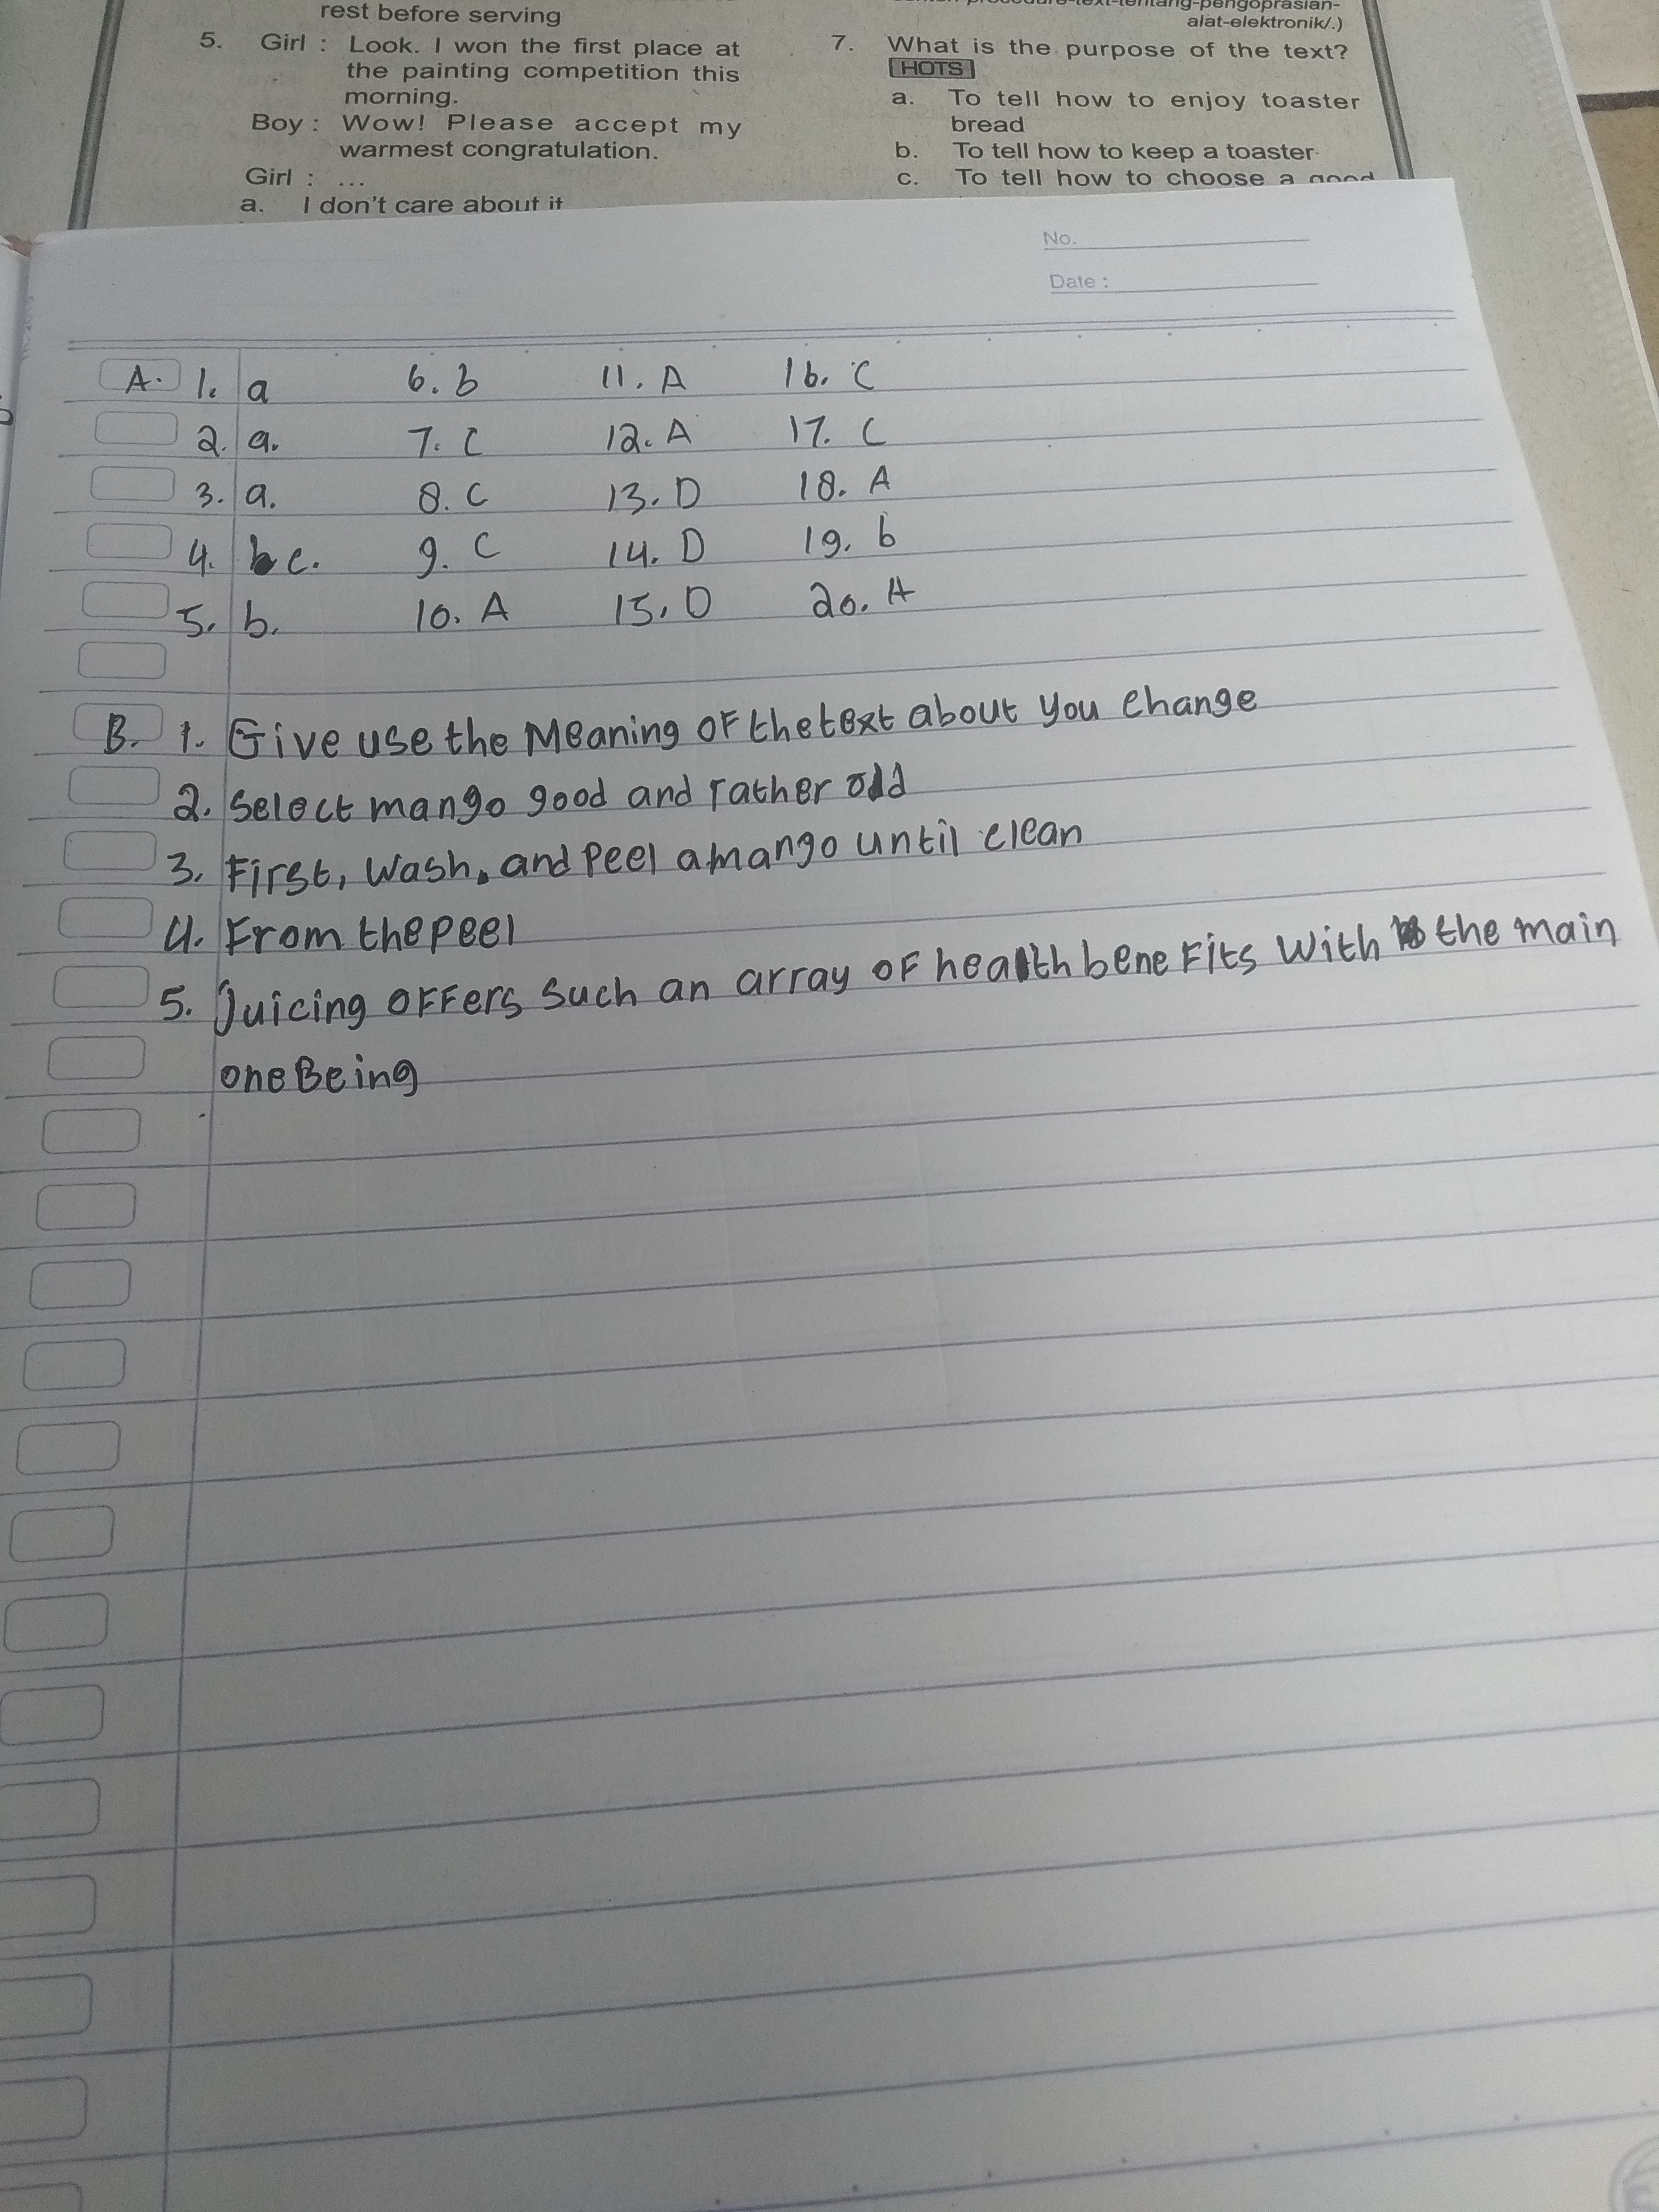 rest before serving
5. Girl : Look. I won the first place at
the painting competition this
morning.
Boy : Wow! Please accept my
warmest congratulation.
Girl : ...
a. I don't care about it
alat-elektronik/.)
7. What is the purpose of the text?
HOTS
a. To tell how to enjoy toaster
bread
b. To tell how to keep a toaster
c. To tell how to choose a good
No.
Date :
A. 1. a 6. b 11. A 16. C
2. a. 7. C 12. A 17. C
3. a. 8. C 13. D 18. A
4. c. 9. C 14. D 19. b
5. b. 10. A 15. D 20. A
B. 1. Give use the Meaning of the text about you change
2. Select mango good and rather odd
3. First, Wash, and Peel a mango until clean
4. From the peel
5. Juicing offers such an array of health benefits with the main
one Being